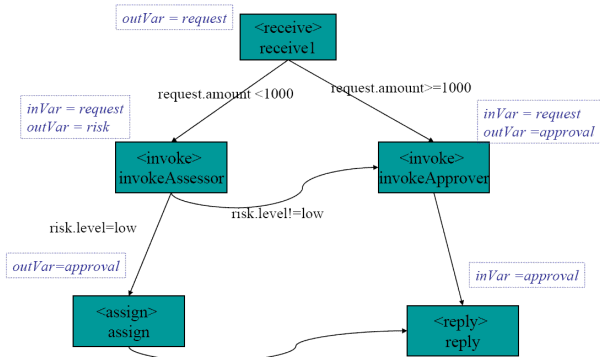 outVar = request
<receive>
receive1
request.amount <1000
request.amount>=1000
inVar = request
outVar = risk
inVar = request
outVar =approval
<invoke>
invokeAssessor
<invoke>
invokeApprover
risk.level!=low
risk.level=low
outVar=approval
inVar =approval
<assign>
assign
<reply>
reply